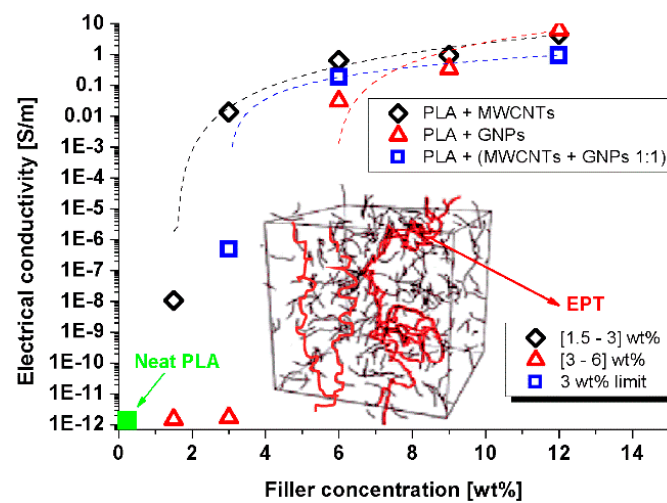 10
1
0.1
0.01
1E-3
1E-4
1E-5
1E-6
1E-7
1E-8
1E-9
1E-10
1E-11
1E-12
Electrical conductivity [S/m]
PLA + MWCNTs
PLA + GNPs
PLA + (MWCNTs + GNPs 1:1)
EPT
[1.5 - 3] wt%
[3 - 6] wt%
3 wt% limit
Neat PLA
0 2 4 6 8 10 12 14
Filler concentration [wt%]